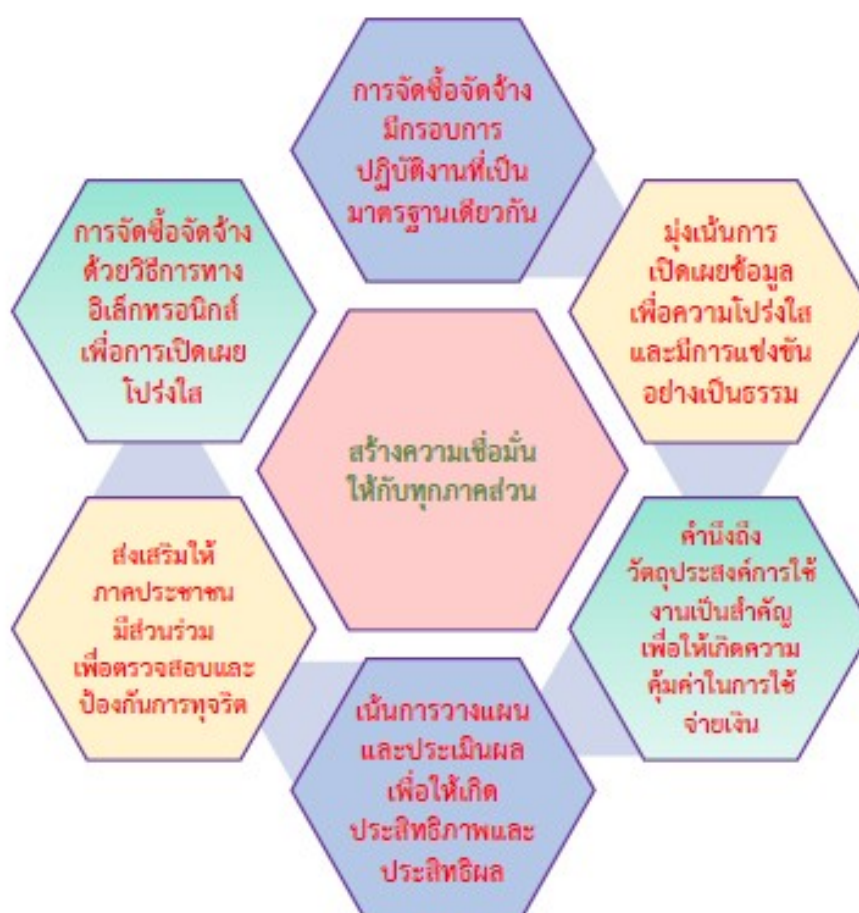 การจัดซื้อจัดจ้าง
มีกรอบการ
ปฏิบัติงานที่เป็น
มาตรฐานเดียวกัน
มุ่งเน้นการ
เปิดเผยข้อมูล
เพื่อความโปร่งใส
และมีการแข่งขัน
อย่างเป็นธรรม
คำนึงถึง
วัตถุประสงค์การใช้
งานเป็นสำคัญ
เพื่อให้เกิดความ
คุ้มค่าในการใช้
จ่ายเงิน
เน้นการวางแผน
และประเมินผล
เพื่อให้เกิด
ประสิทธิภาพและ
ประสิทธิผล
ส่งเสริมให้
ภาคประชาชน
มีส่วนร่วม
เพื่อตรวจสอบและ
ป้องกันการทุจริต
การจัดซื้อจัดจ้าง
ด้วยวิธีการทาง
อิเล็กทรอนิกส์
เพื่อการเปิดเผย
โปร่งใส
สร้างความเชื่อมั่น
ให้กับทุกภาคส่วน